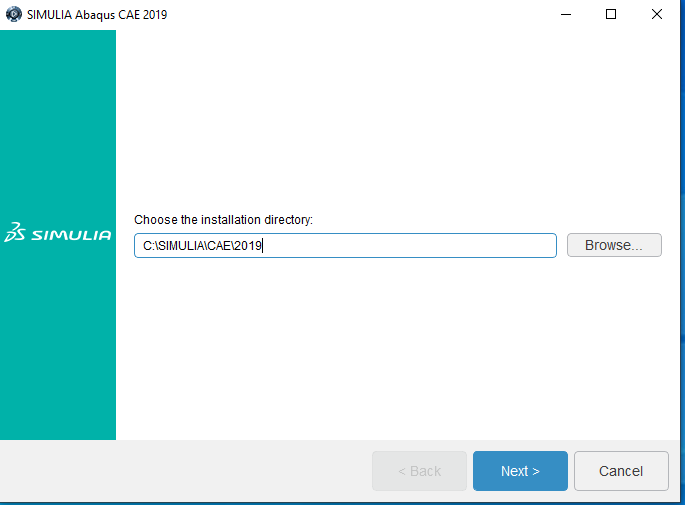 SIMULIA Abaqus CAE 2019
Choose the installation directory:
C:\SIMULIA\CAE\2019
Browse...
SIMULIA
< Back
Next >
Cancel